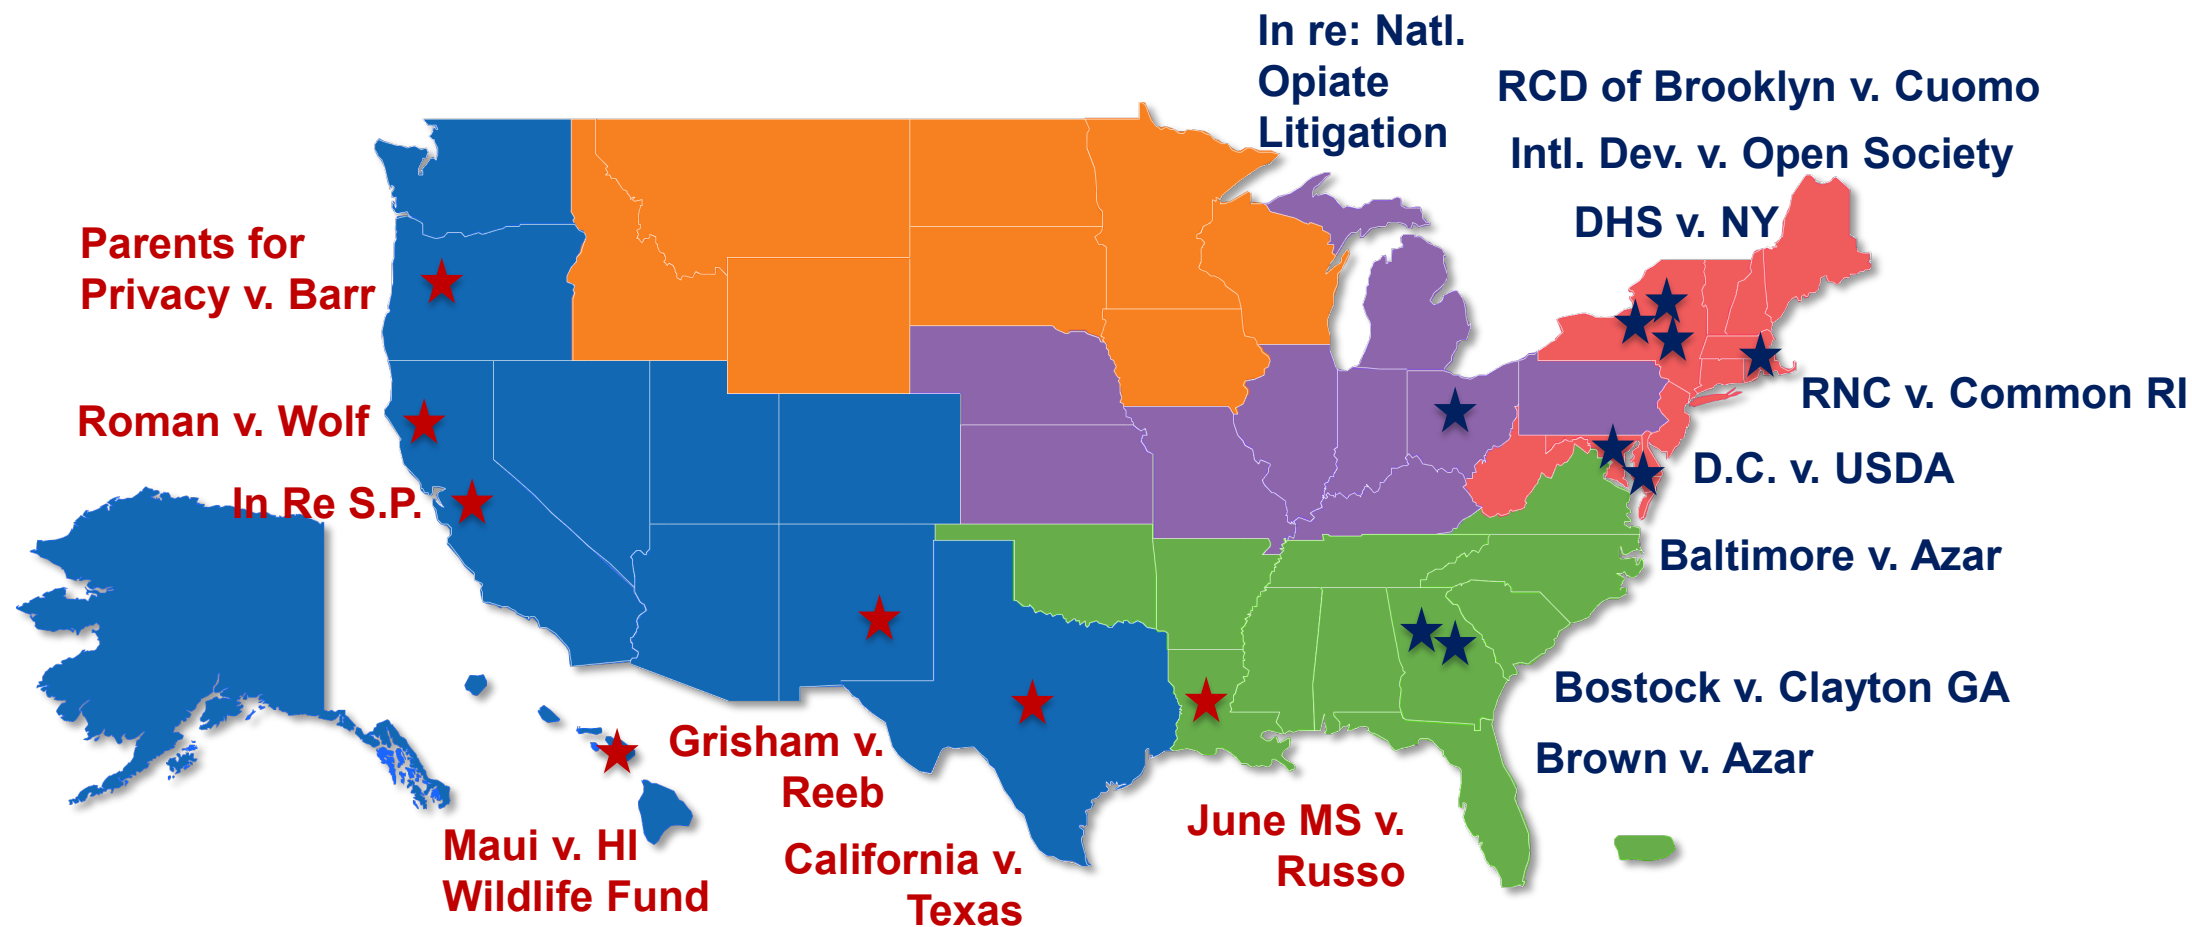 In re: Natl.
Opiate
Litigation
RCD of Brooklyn v. Cuomo
Intl. Dev. v. Open Society
DHS v. NY
Parents for
Privacy v. Barr
RNC v. Common RI
Roman v. Wolf
D.C. v. USDA
In Re S.P.
Baltimore v. Azar
Bostock v. Clayton GA
Brown v. Azar
Grisham v.
Reeb
June MS v.
Russo
Maui v. HI
Wildlife Fund
California v.
Texas